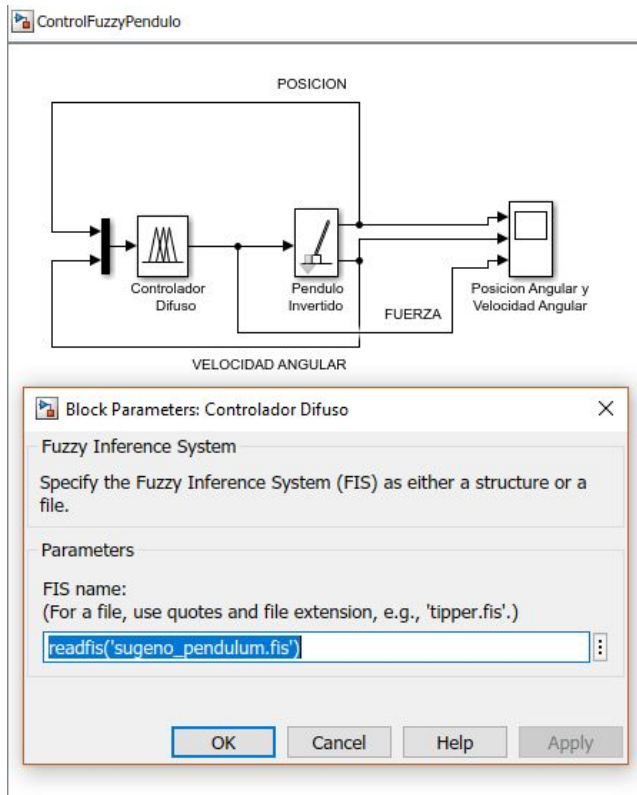 ControlFuzzyPendulo
POSICION
Controlador
Difuso
Pendulo
Invertido
Posicion Angular y
Velocidad Angular
FUERZA
VELOCIDAD ANGULAR
Block Parameters: Controlador Difuso
Fuzzy Inference System
Specify the Fuzzy Inference System (FIS) as either a structure or a
file.
Parameters
FIS name:
(For a file, use quotes and file extension, e.g., 'tipper.fis'.)
readfis('sugeno_pendulum.fis')
OK
Cancel
Help
Apply